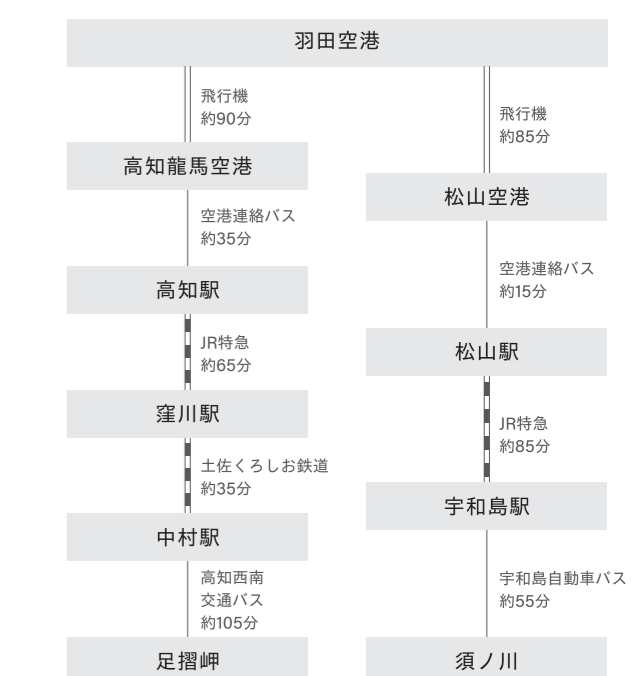 羽田空港
飛行機
約90分
高知龍馬空港
空港連絡バス
約35分
高知駅
JR特急
約65分
窪川駅
土佐くろしお鉄道
約35分
中村駅
高知西南
交通バス
約105分
足摺岬
飛行機
約85分
松山空港
空港連絡バス
約15分
松山駅
JR特急
約85分
宇和島駅
宇和島自動車バス
約55分
須ノ川